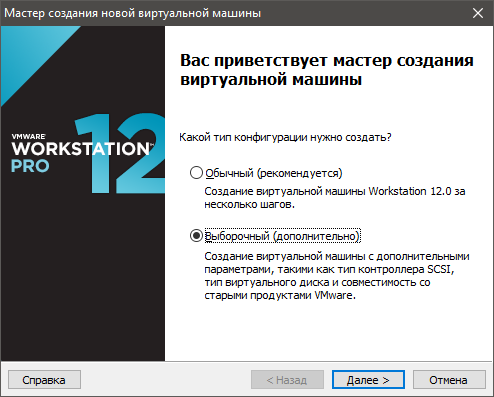 Мастер создания новой виртуальной машины
VMWARE
WORKSTATION™
PRO
12
Вас приветствует мастер создания
виртуальной машины
Какой тип конфигурации нужно создать?
Обычный (рекомендуется)
Создание виртуальной машины Workstation 12.0 за
несколько шагов.
Выборочный (дополнительно)
Создание виртуальной машины с дополнительными
параметрами, такими как тип контроллера SCSI,
тип виртуального диска и совместимость со
старыми продуктами VMware.
Справка
< Назад
Далее >
Отмена